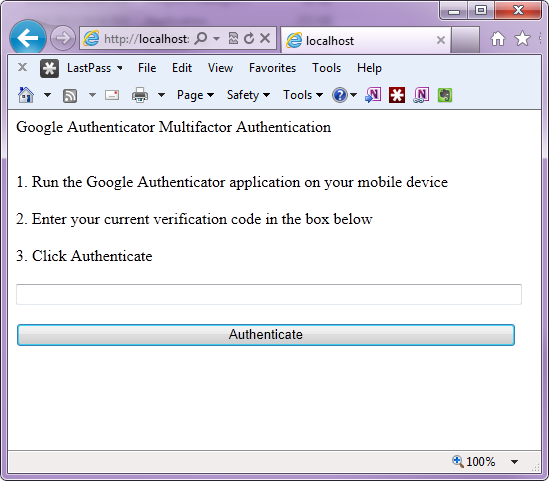 http://localhost:
localhost
LastPass File Edit View Favorites Tools Help
Page Safety Tools
Google Authenticator Multifactor Authentication
1. Run the Google Authenticator application on your mobile device
2. Enter your current verification code in the box below
3. Click Authenticate
Authenticate
100%